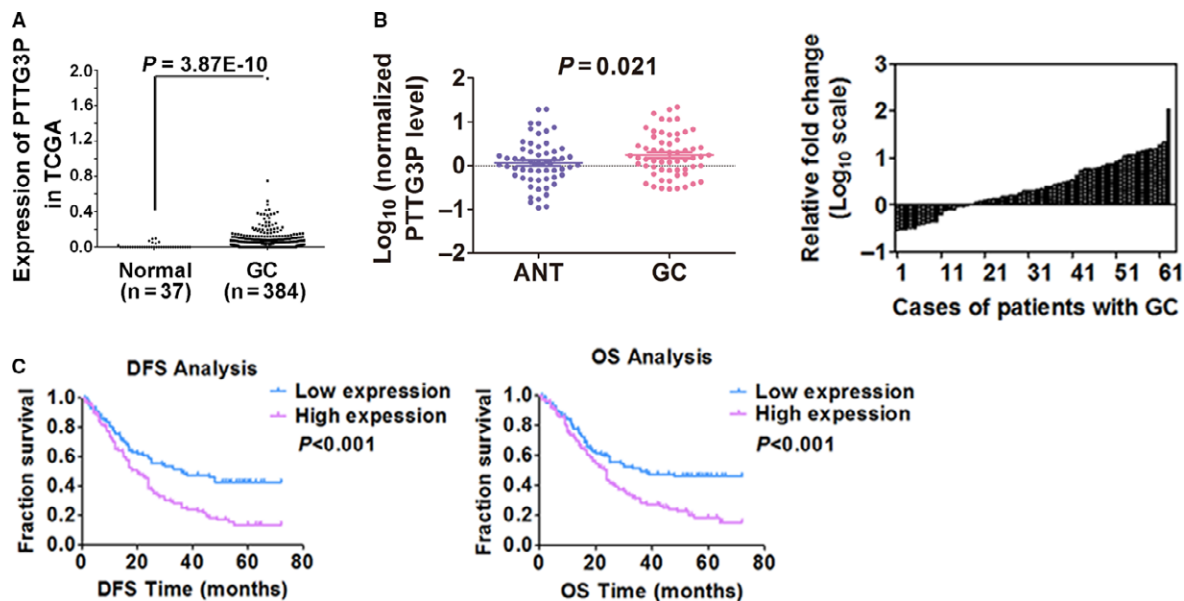 A
Expression of PTTG3P
in TCGA
P = 3.87E-10
2.0
1.6
1.2
0.8
0.4
0.0
Normal
(n = 37)
GC
(n = 384)
B
Log10 (normalized
PTTG3P level)
P = 0.021
2
1
0
−1
−2
ANT
GC
Relative fold change
(Log10 scale)
3
2
1
0
−1
1 11 21 31 41 51 61
Cases of patients with GC
C
DFS Analysis
Low expression
High expession
P<0.001
Fraction survival
1.0
0.8
0.6
0.4
0.2
0.0
0 20 40 60 80
DFS Time (months)
OS Analysis
Low expression
High expession
P<0.001
Fraction survival
1.0
0.8
0.6
0.4
0.2
0.0
0 20 40 60 80
OS Time (months)